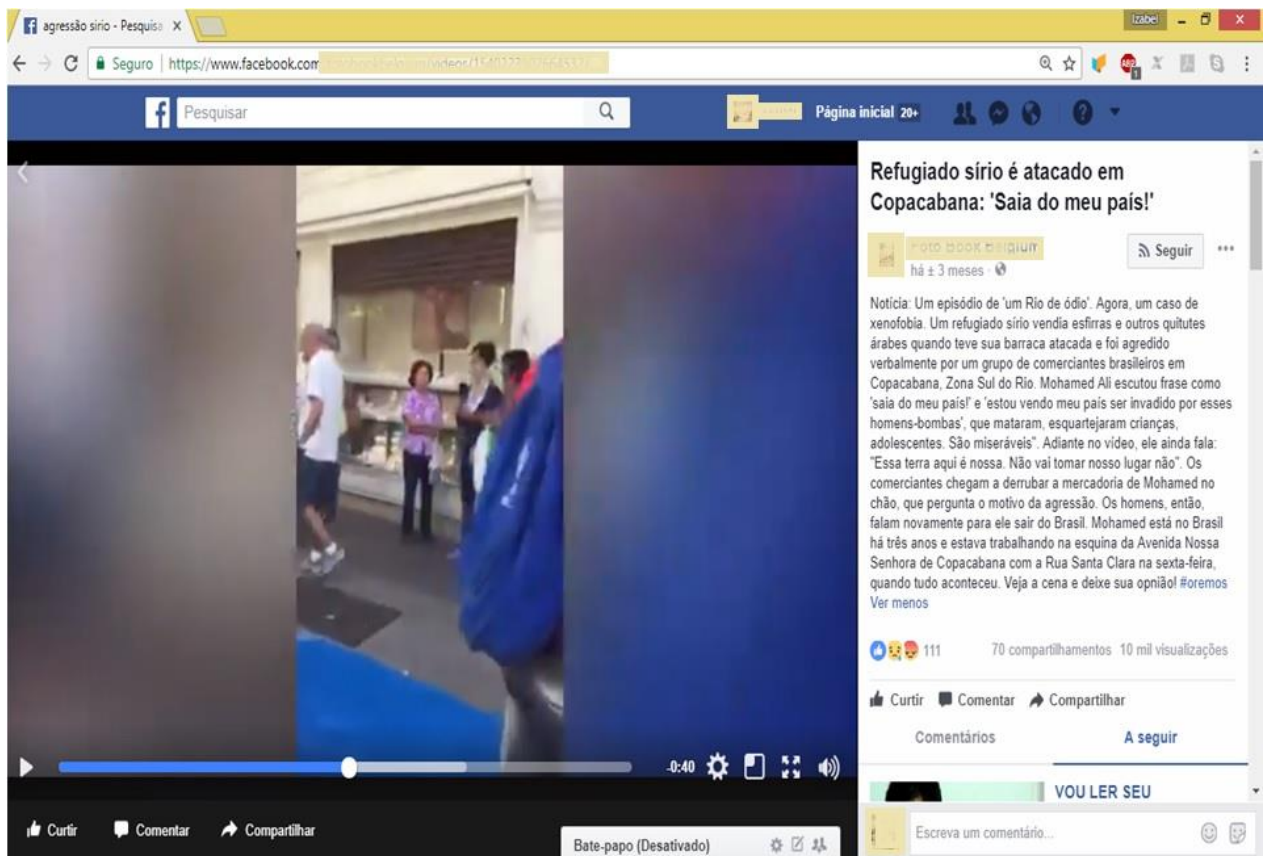 agressão sirio - Pesquisa
Izabel
Seguro | https://www.facebook.com
Pesquisar
Página inicial 20+
Refugiado sírio é atacado em
Copacabana: 'Saia do meu país!'
Foto Book Belgium
Seguir
há ± 3 meses
Notícia: Um episódio de 'um Rio de ódio'. Agora, um caso de
xenofobia. Um refugiado sírio vendia esfirras e outros quitutes
árabes quando teve sua barraca atacada e foi agredido
verbalmente por um grupo de comerciantes brasileiros em
Copacabana, Zona Sul do Rio. Mohamed Ali escutou frase como
'saia do meu país!' e 'estou vendo meu país ser invadido por esses
homens-bombas', que mataram, esquartejaram crianças,
adolescentes. São miseráveis". Adiante no vídeo, ele ainda fala:
"Essa terra aqui é nossa. Não vai tomar nosso lugar não". Os
comerciantes chegam a derrubar a mercadoria de Mohamed no
chão, que pergunta o motivo da agressão. Os homens, então,
falam novamente para ele sair do Brasil. Mohamed está no Brasil
há três anos e estava trabalhando na esquina da Avenida Nossa
Senhora de Copacabana com a Rua Santa Clara na sexta-feira,
quando tudo aconteceu. Veja a cena e deixe sua opnião! #oremos
Ver menos
111
70 compartilhamentos 10 mil visualizações
Curtir Comentar Compartilhar
Comentários A seguir
VOU LER SEU
-0:40
Curtir Comentar Compartilhar
Bate-papo (Desativado)
Escreva um comentário...